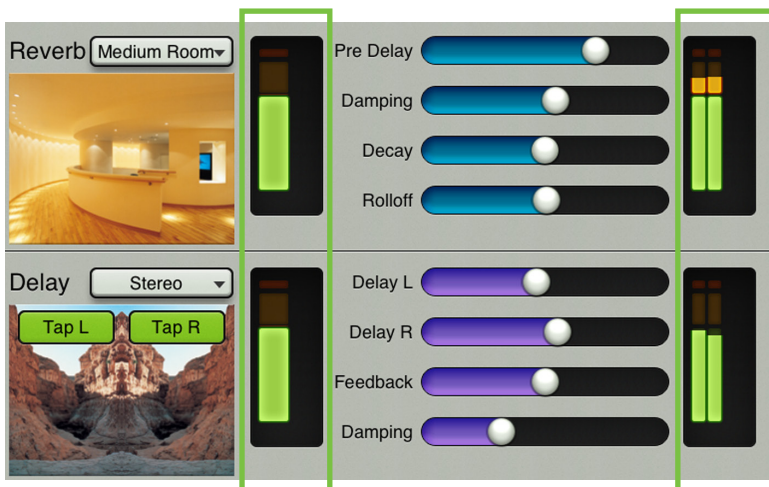 Reverb
Medium Room
Pre Delay
Damping
Decay
Rolloff
Delay
Stereo
Tap L
Tap R
Delay L
Delay R
Feedback
Damping